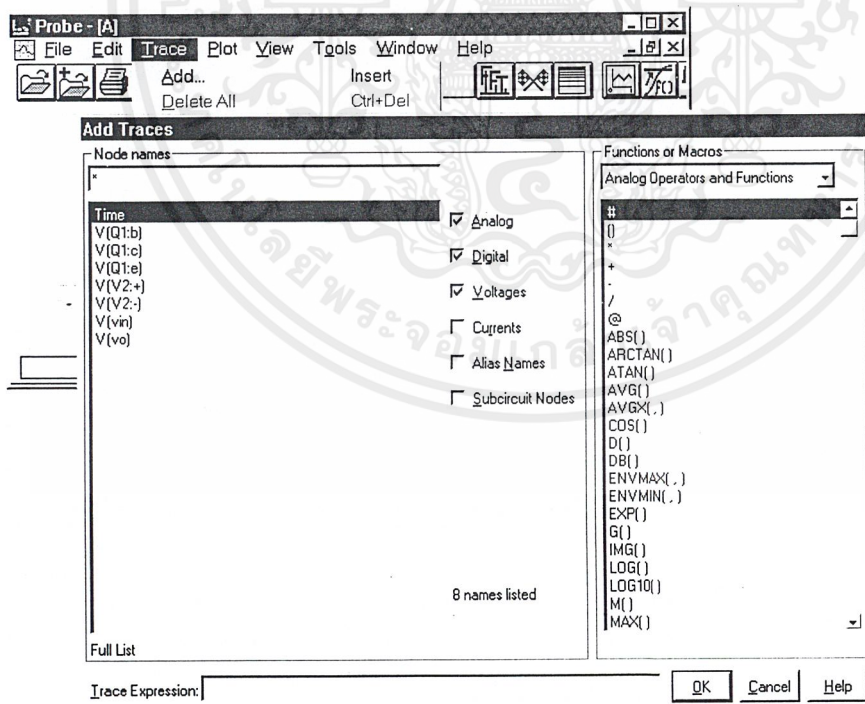 Probe - [A]
File Edit Trace Plot View Tools Window Help
Add... Insert
Delete All Ctrl+Del
Add Traces
Node names
*
Time
V(Q1:b)
V(Q1:c)
V(Q1:e)
V(V2:+)
V(V2:-)
V(vin)
V(vo)
Full List
Analog
Digital
Voltages
Currents
Alias Names
Subcircuit Nodes
8 names listed
Functions or Macros
Analog Operators and Functions
#
()
*
+
-
/
@
ABS()
ARCTAN()
ATAN()
AVG()
AVGX(,)
COS()
D()
DB()
ENVMAX(,)
ENVMIN(,)
EXP()
G()
IMG()
LOG()
LOG10()
M()
MAX()
Trace Expression:
OK Cancel Help